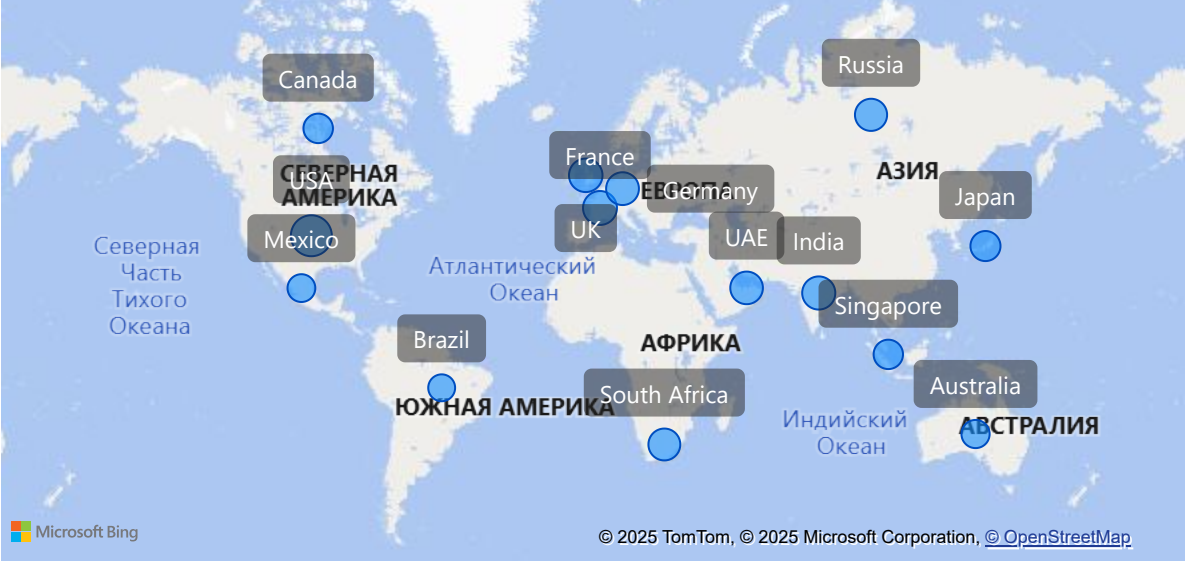 Russia
Canada
France
СЕВЕРНАЯ
АМЕРИКА
USA
АЗИЯ
ЕВРОПА
Germany
Japan
UK
UAE
India
Mexico
Северная
Часть
Тихого
Океана
Атлантический
Океан
Singapore
Brazil
АФРИКА
Australia
South Africa
ЮЖНАЯ АМЕРИКА
Индийский
Океан
АВСТРАЛИЯ
Microsoft Bing
© 2025 TomTom, © 2025 Microsoft Corporation, © OpenStreetMap